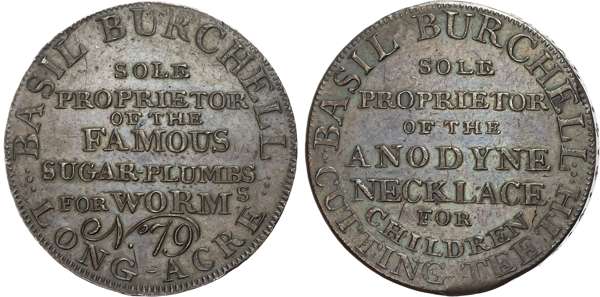 BASIL BURCHELL
SOLE
PROPRIETOR
OF THE
FAMOUS
SUGAR-PLUMBS
FOR WORMS
No. 79
LONG-ACRE
BASIL BURCHELL
SOLE
PROPRIETOR
OF THE
ANODYNE
NECKLACE
FOR
CHILDREN
CUTTING TEETH